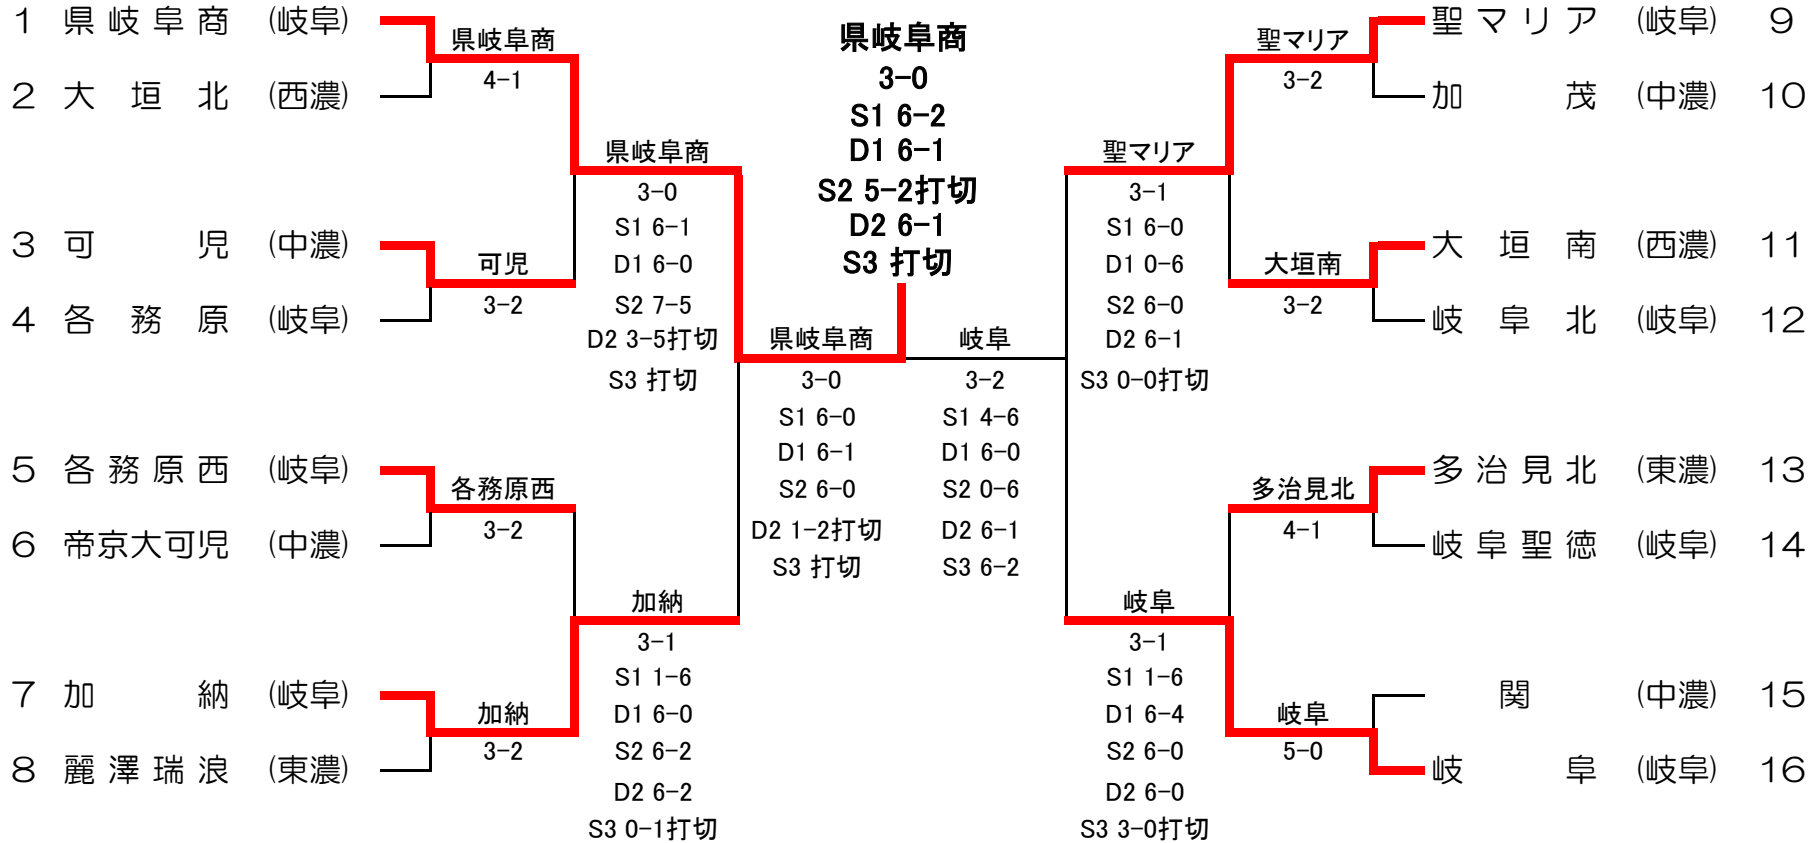 1 県岐阜商 (岐阜)
2 大垣北 (西濃)
3 可児 (中濃)
4 各務原 (岐阜)
5 各務原西 (岐阜)
6 帝京大可児 (中濃)
7 加納 (岐阜)
8 麗澤瑞浪 (東濃)
県岐阜商
4-1
可児
3-2
各務原西
3-2
加納
3-2
県岐阜商
3-0
S1 6-1
D1 6-0
S2 7-5
D2 3-5打切
S3 打切
加納
3-1
S1 1-6
D1 6-0
S2 6-2
D2 6-2
S3 0-1打切
県岐阜商
3-0
S1 6-0
D1 6-1
S2 6-0
D2 1-2打切
S3 打切
県岐阜商
3-0
S1 6-2
D1 6-1
S2 5-2打切
D2 6-1
S3 打切
岐阜
3-2
S1 4-6
D1 6-0
S2 0-6
D2 6-1
S3 6-2
聖マリア
3-1
S1 6-0
D1 0-6
S2 6-0
D2 6-1
S3 0-0打切
岐阜
3-1
S1 1-6
D1 6-4
S2 6-0
D2 6-0
S3 3-0打切
聖マリア
3-2
大垣南
3-2
多治見北
4-1
岐阜
5-0
聖マリア (岐阜) 9
加茂 (中濃) 10
大垣南 (西濃) 11
岐阜北 (岐阜) 12
多治見北 (東濃) 13
岐阜聖徳 (岐阜) 14
関 (中濃) 15
岐阜 (岐阜) 16